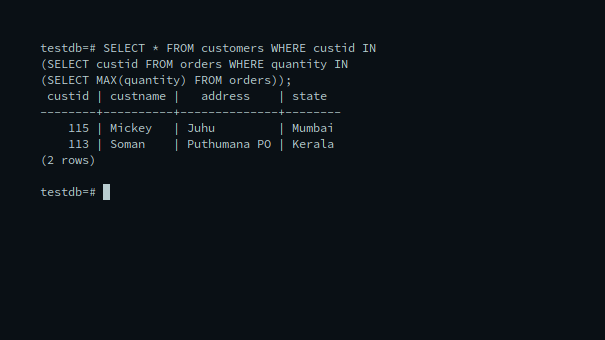 testdb=# SELECT * FROM customers WHERE custid IN
(SELECT custid FROM orders WHERE quantity IN
(SELECT MAX(quantity) FROM orders));
 custid | custname |   address    | state
--------+----------+--------------+--------
    115 | Mickey   | Juhu         | Mumbai
    113 | Soman    | Puthumana PO | Kerala
(2 rows)
testdb=#